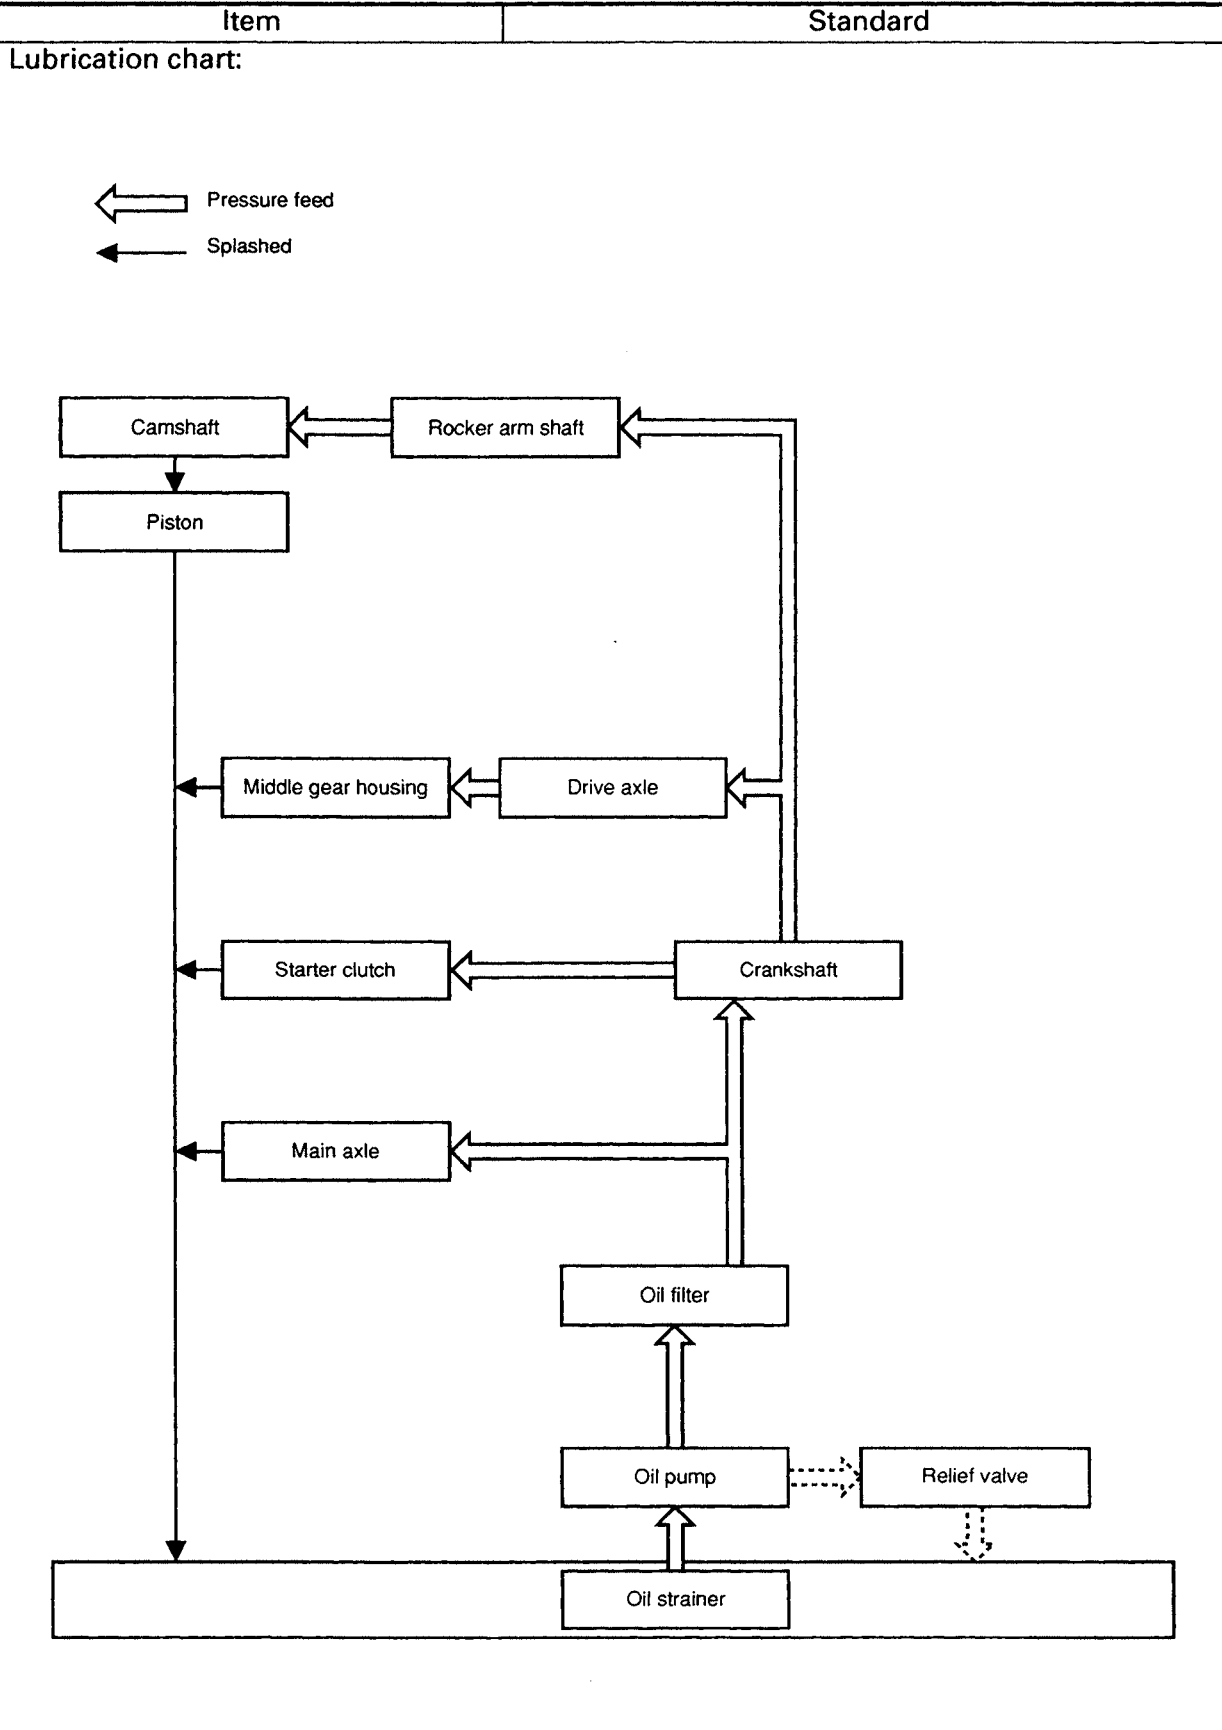 Item
Standard
Lubrication chart:
Pressure feed
Splashed
Camshaft
Rocker arm shaft
Piston
Middle gear housing
Drive axle
Starter clutch
Crankshaft
Main axle
Oil filter
Oil pump
Relief valve
Oil strainer